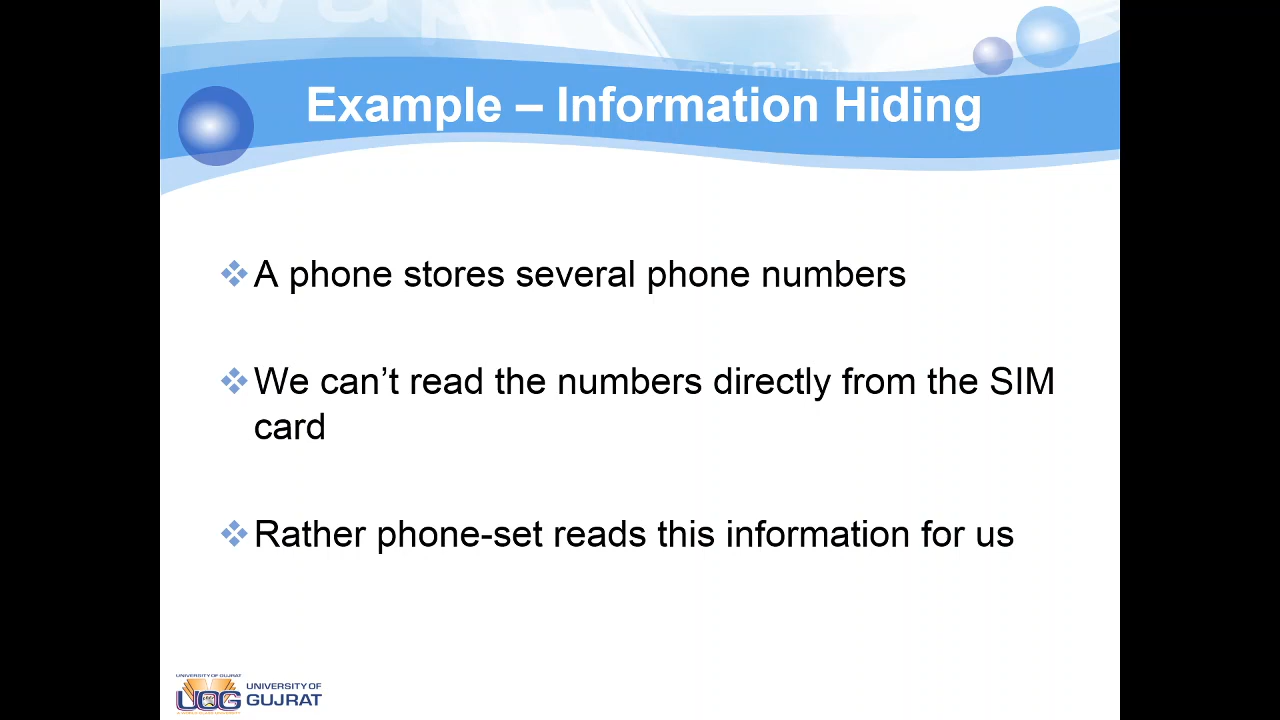 Example – Information Hiding
A phone stores several phone numbers
We can’t read the numbers directly from the SIM
card
Rather phone-set reads this information for us
UNIVERSITY OF GUJRAT
UOG
UNIVERSITY OF
GUJRAT